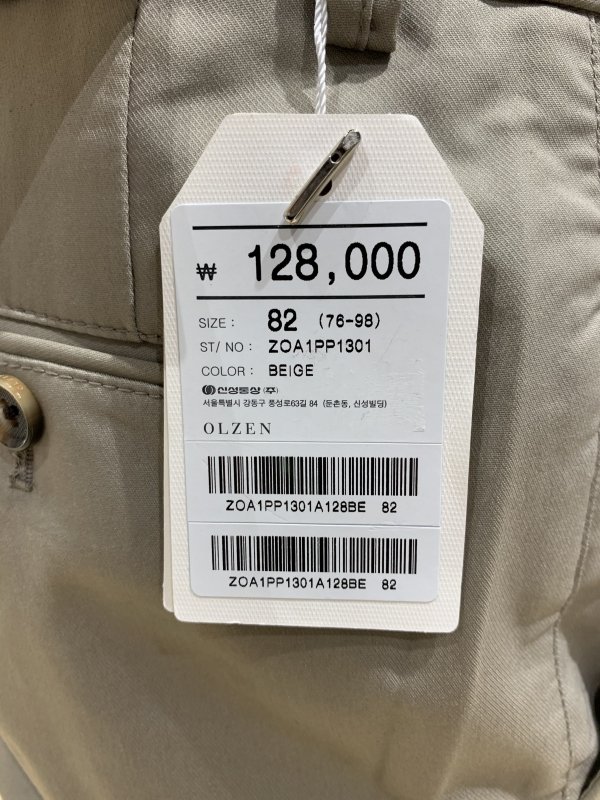 ₩ 128,000
SIZE : 82 (76-98)
ST/ NO : ZOA1PP1301
COLOR : BEIGE
신성통상 (주)
서울특별시 강동구 풍성로63길 84 (둔촌동, 신성빌딩)
OLZEN
ZOA1PP1301A128BE 82
ZOA1PP1301A128BE 82